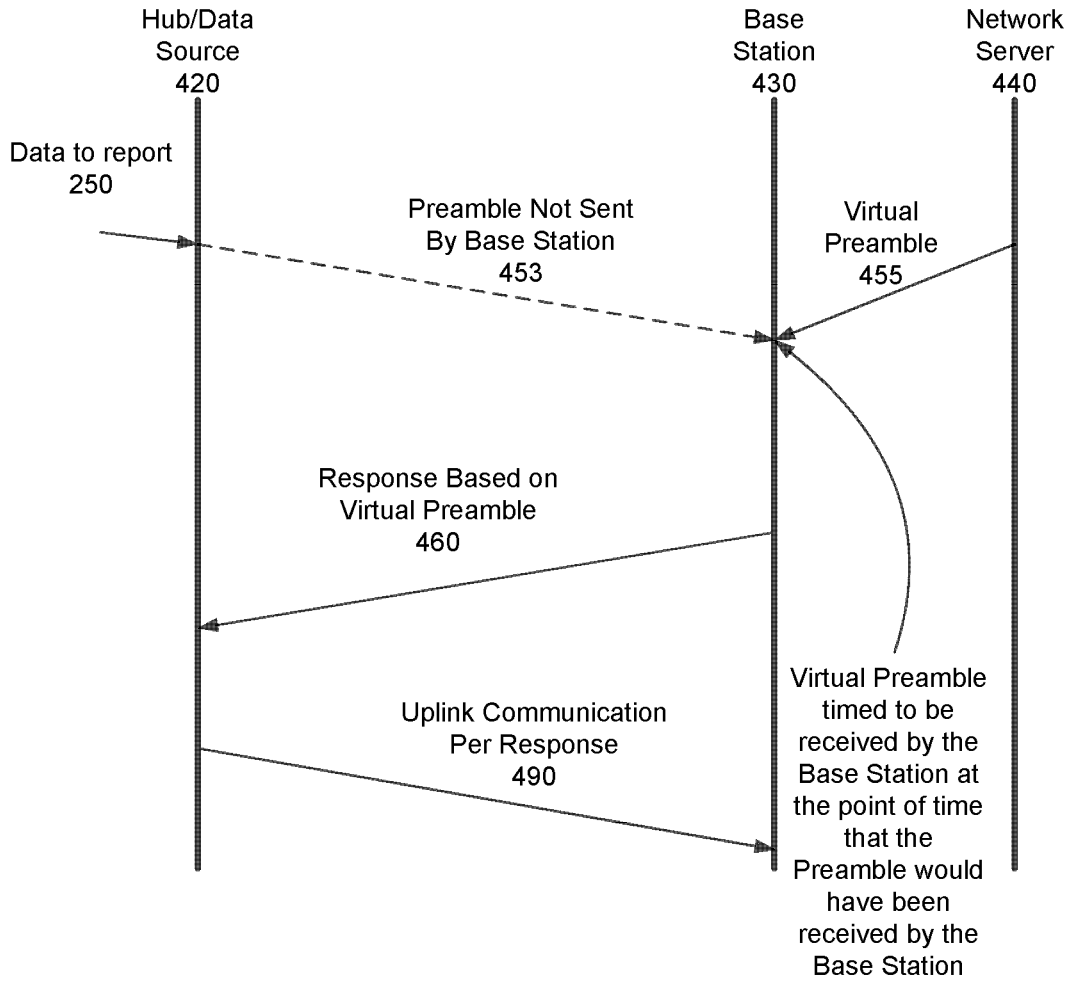 Hub/Data
Source
420
Base
Station
430
Network
Server
440
Data to report
250
Preamble Not Sent
By Base Station
453
Virtual
Preamble
455
Response Based on
Virtual Preamble
460
Uplink Communication
Per Response
490
Virtual Preamble
timed to be
received by the
Base Station at
the point of time
that the
Preamble would
have been
received by the
Base Station